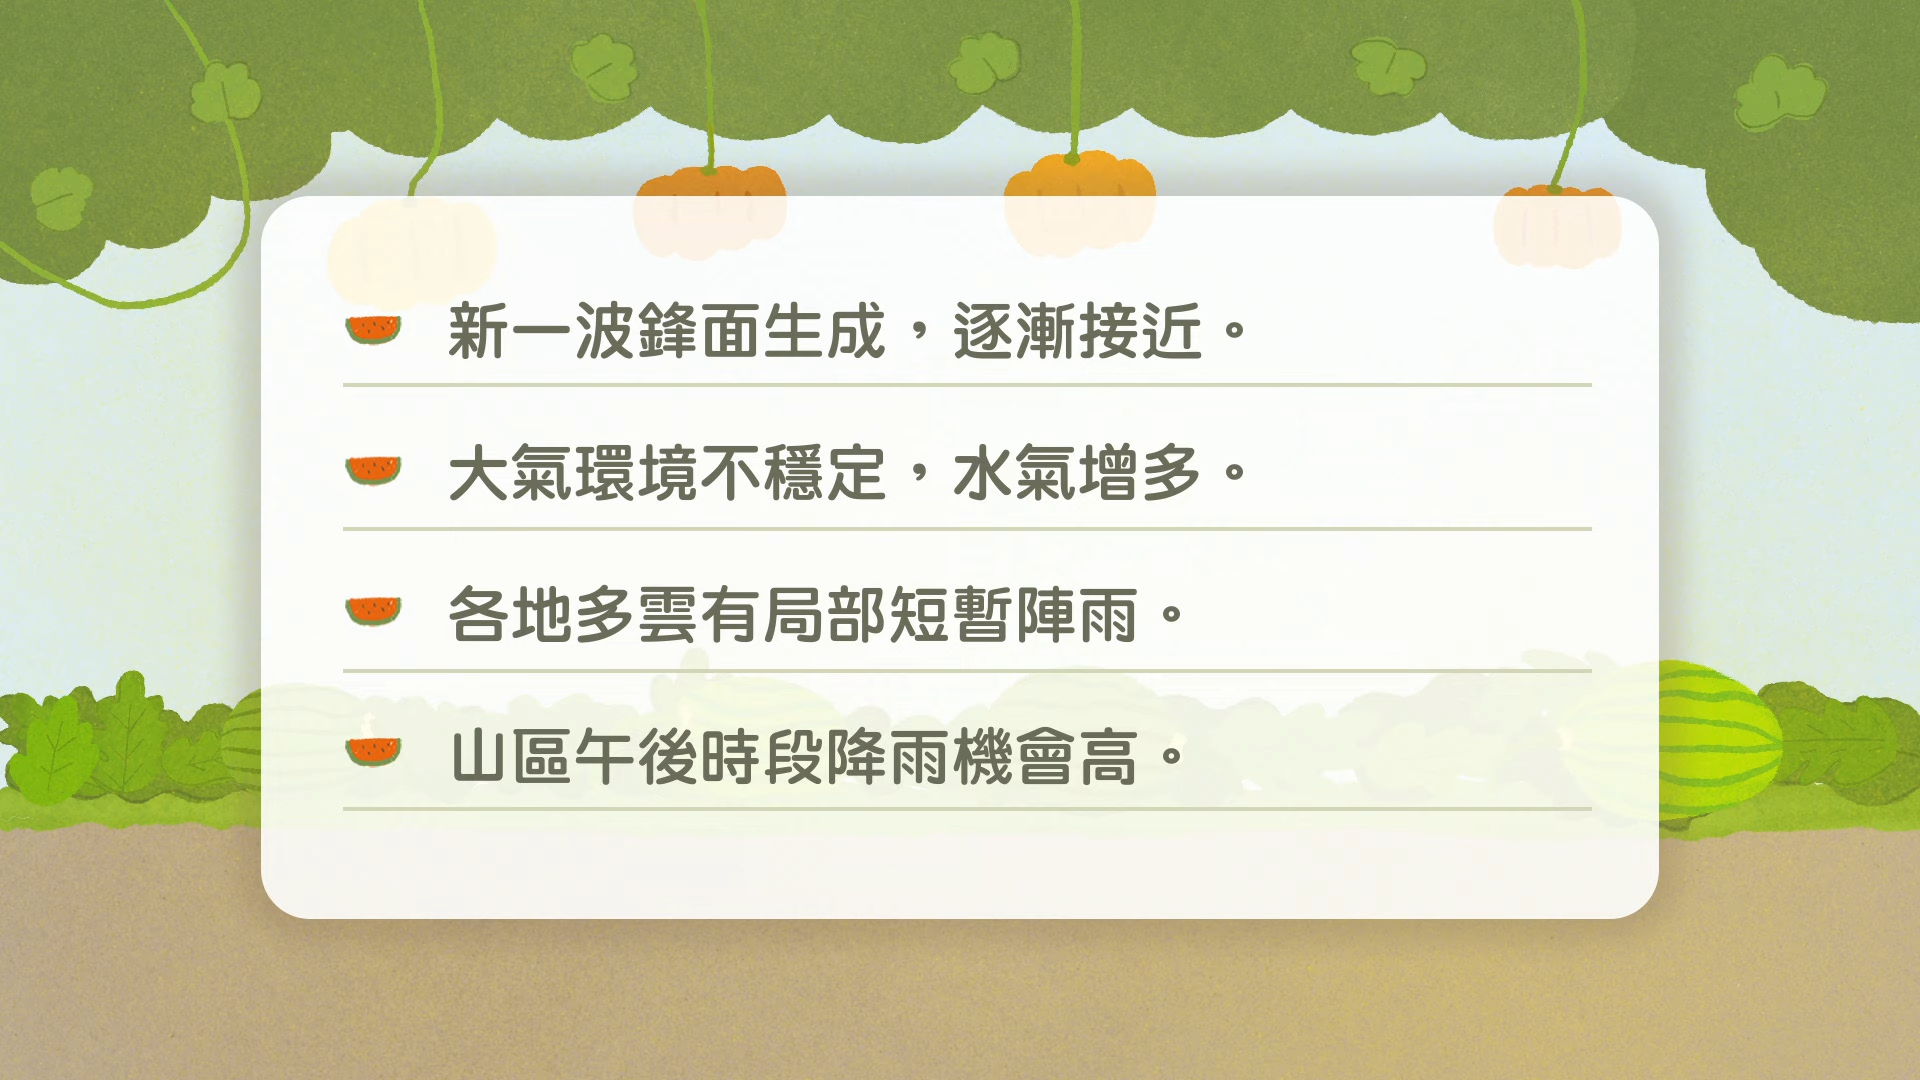 新一波鋒面生成，逐漸接近。
大氣環境不穩定，水氣增多。
各地多雲有局部短暫陣雨。
山區午後時段降雨機會高。